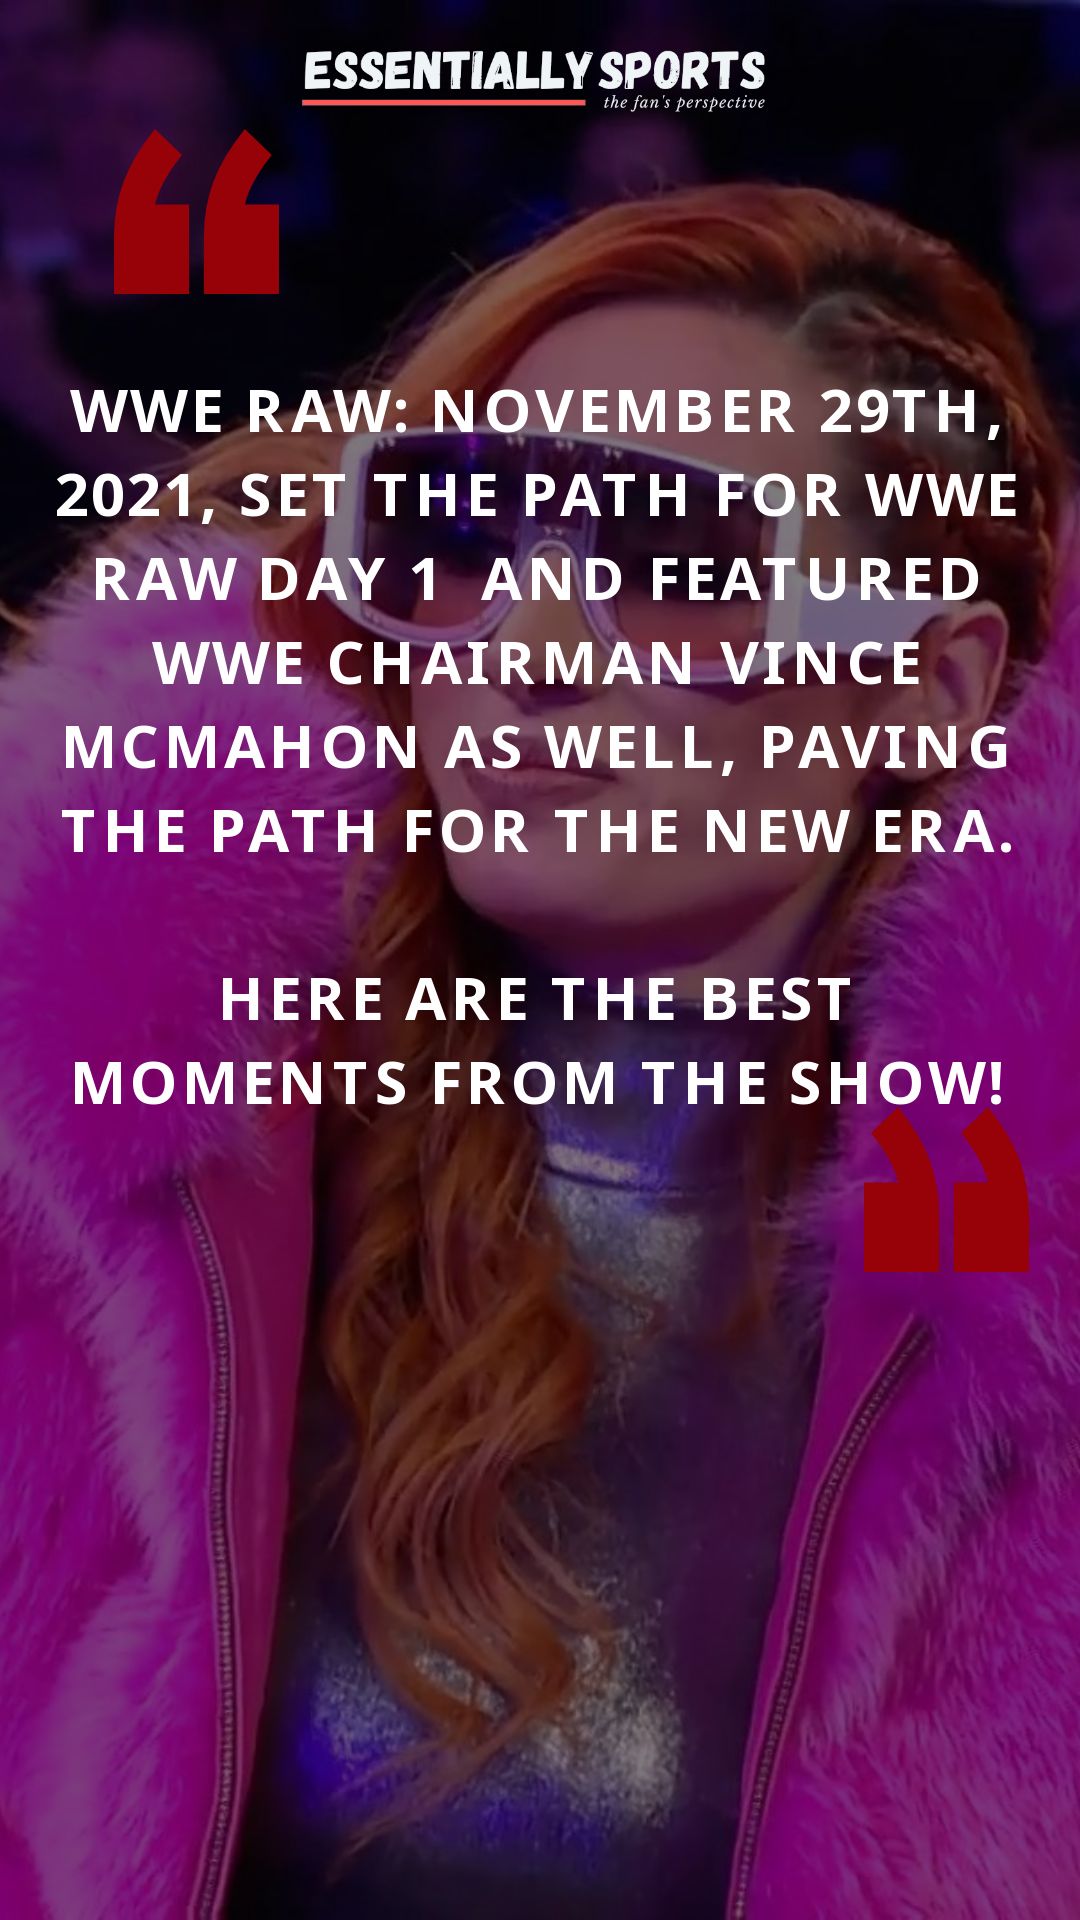 ESSENTIALLY SPORTS
the fan's perspective
WWE RAW: NOVEMBER 29TH,
2021, SET THE PATH FOR WWE
RAW DAY 1 AND FEATURED
WWE CHAIRMAN VINCE
MCMAHON AS WELL, PAVING
THE PATH FOR THE NEW ERA.
HERE ARE THE BEST
MOMENTS FROM THE SHOW!